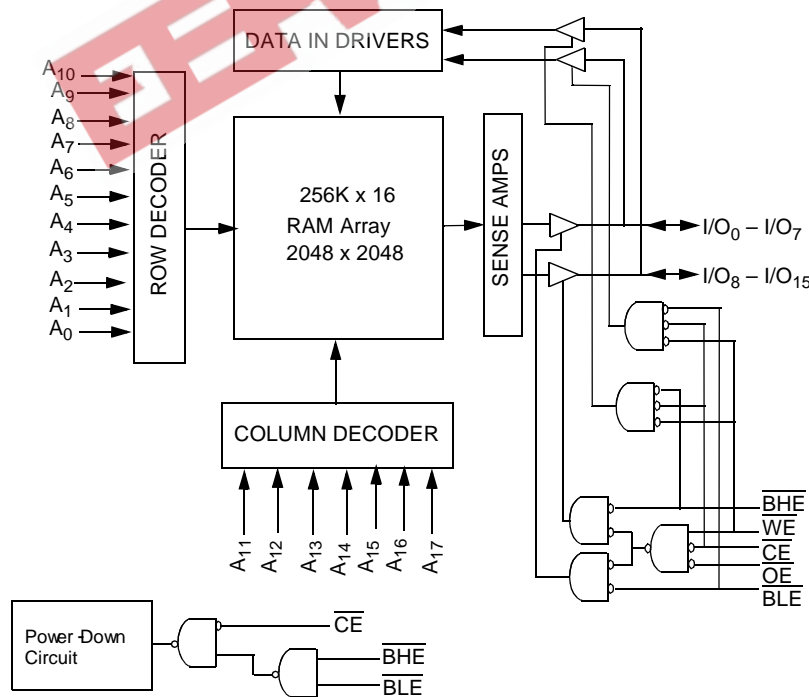 DATA IN DRIVERS
A10
A9
A8
A7
A6
A5
A4
A3
A2
A1
A0
ROW DECODER
256K x 16
RAM Array
2048 x 2048
SENSE AMPS
I/O0 – I/O7
I/O8 – I/O15
COLUMN DECODER
A11
A12
A13
A14
A15
A16
A17
BHE
WE
CE
OE
BLE
Power-Down
Circuit
CE
BHE
BLE